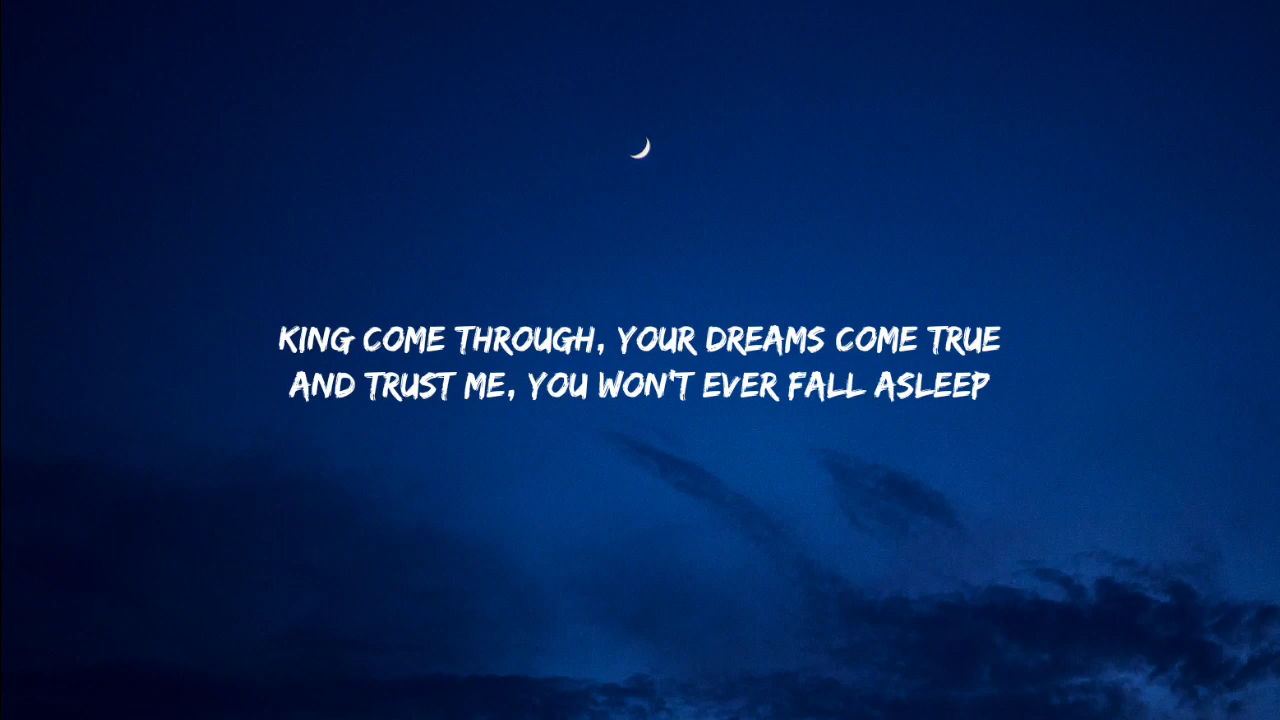 KING COME THROUGH, YOUR DREAMS COME TRUE
AND TRUST ME, YOU WON'T EVER FALL ASLEEP